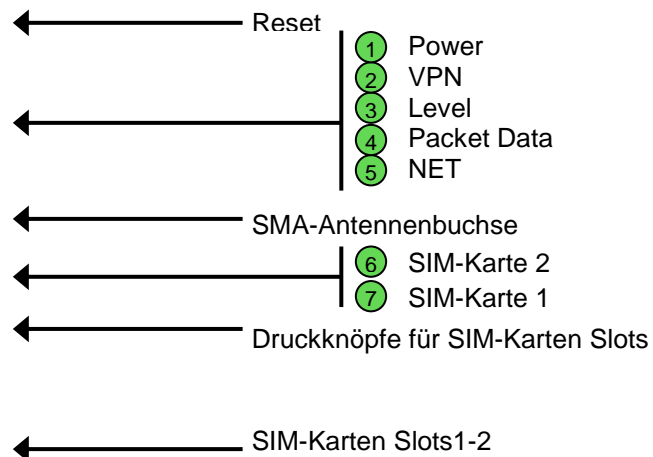 Reset
1 Power
2 VPN
3 Level
4 Packet Data
5 NET
SMA-Antennenbuchse
6 SIM-Karte 2
7 SIM-Karte 1
Druckknöpfe für SIM-Karten Slots
SIM-Karten Slots1-2